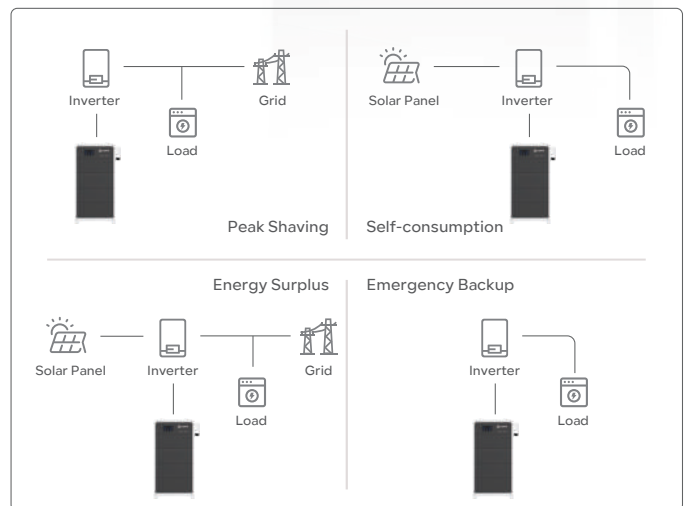 Inverter
Grid
Load
Peak Shaving
Solar Panel
Inverter
Load
Self-consumption
Energy Surplus
Solar Panel
Inverter
Grid
Load
Emergency Backup
Inverter
Load